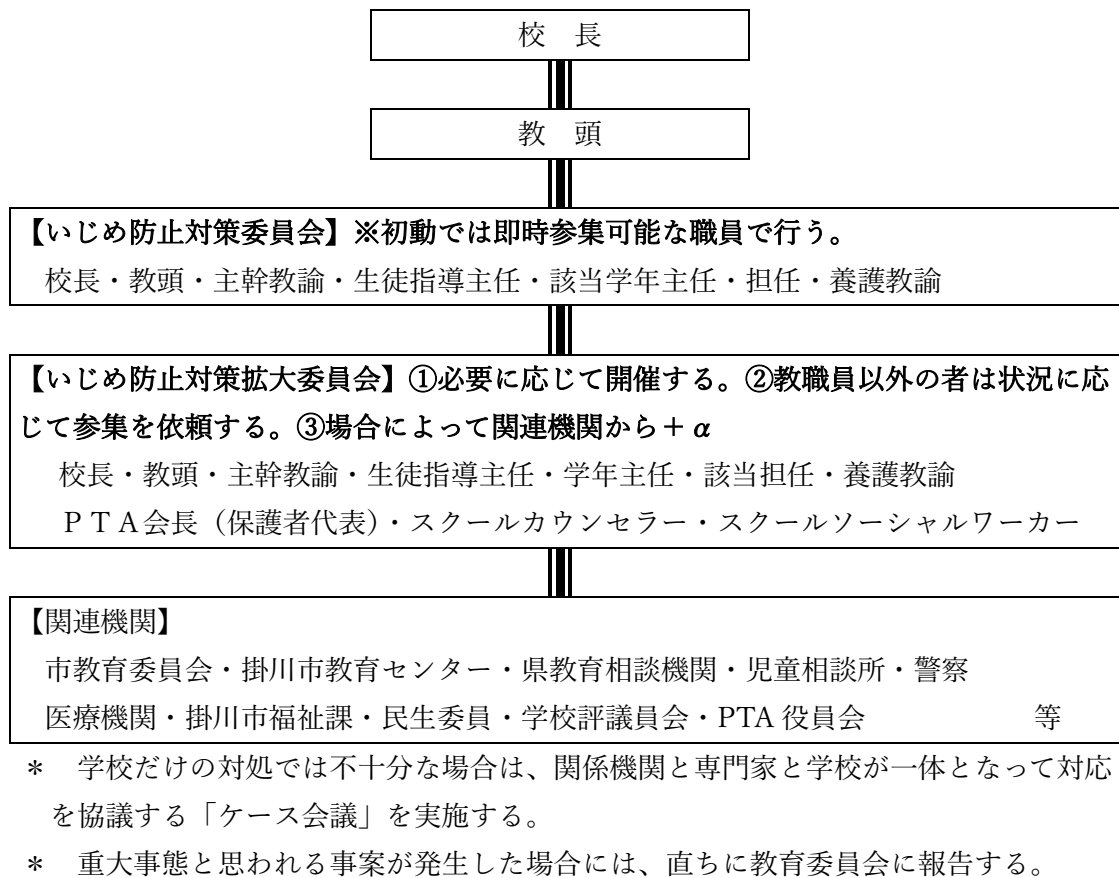 校　長
教　頭
【いじめ防止対策委員会】※初動では即時参集可能な職員で行う。
校長・教頭・主幹教諭・生徒指導主任・該当学年主任・担任・養護教諭
【いじめ防止対策拡大委員会】①必要に応じて開催する。②教職員以外の者は状況に応
じて参集を依頼する。③場合によって関連機関から＋α
校長・教頭・主幹教諭・生徒指導主任・学年主任・該当担任・養護教諭
ＰＴＡ会長（保護者代表）・スクールカウンセラー・スクールソーシャルワーカー
【関連機関】
市教育委員会・掛川市教育センター・県教育相談機関・児童相談所・警察
医療機関・掛川市福祉課・民生委員・学校評議員会・PTA 役員会　　　　　　等
＊　学校だけの対処では不十分な場合は、関係機関と専門家と学校が一体となって対応
を協議する「ケース会議」を実施する。
＊　重大事態と思われる事案が発生した場合には、直ちに教育委員会に報告する。